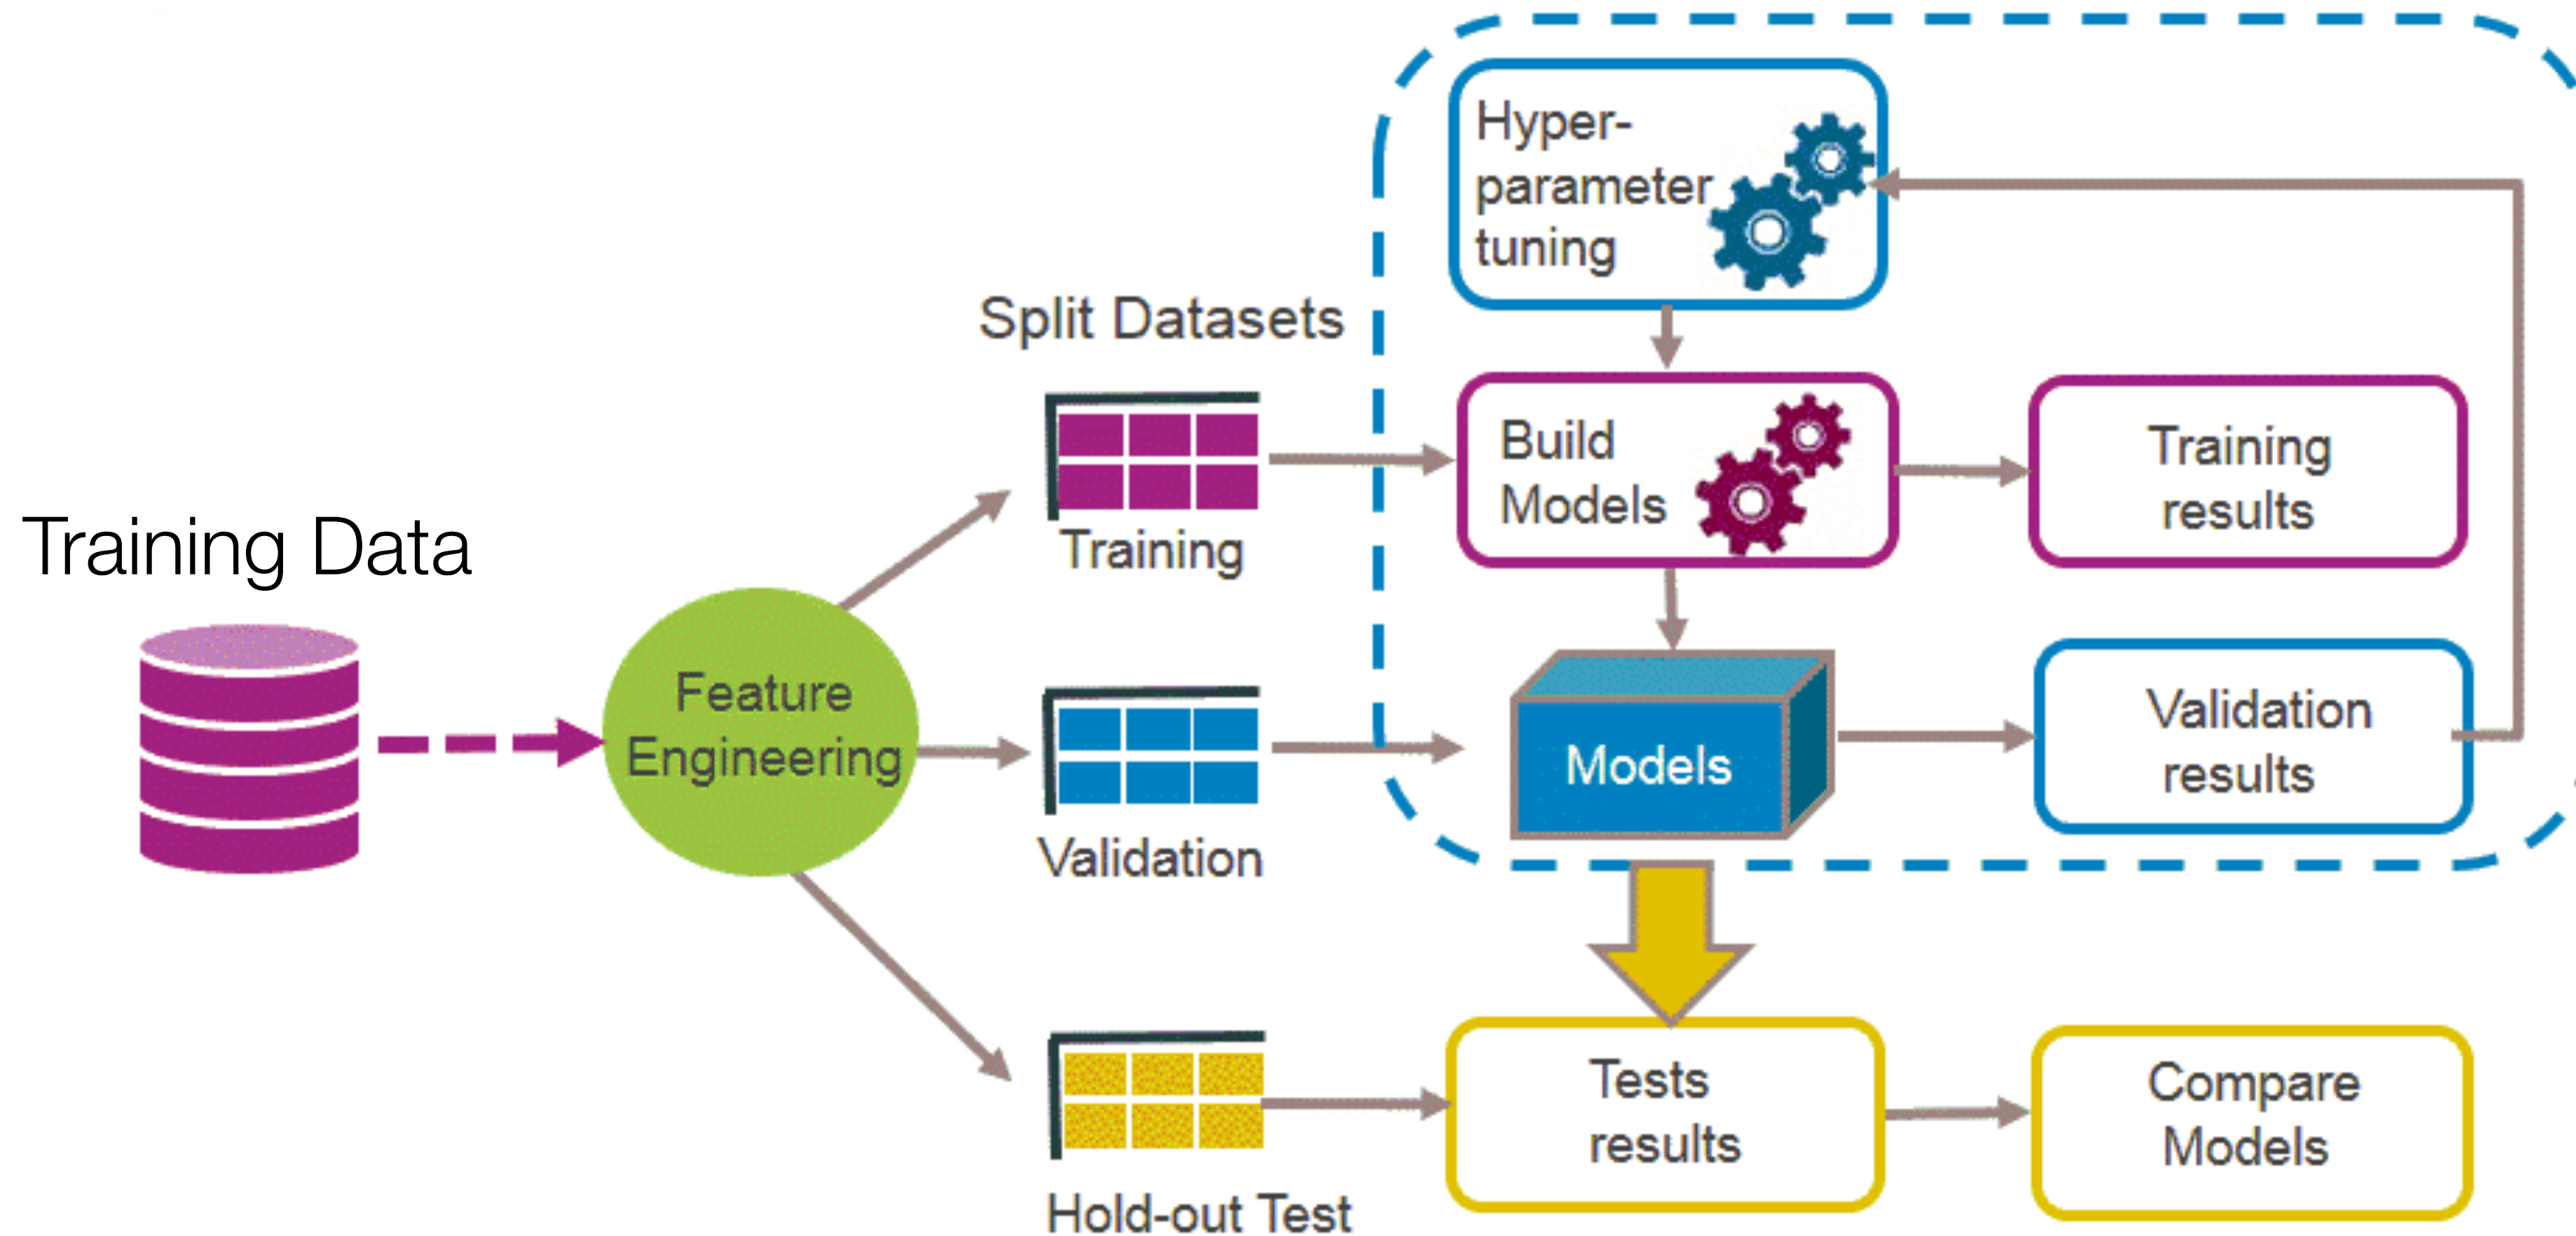 Training Data
Feature
Engineering
Split Datasets
Training
Validation
Hold-out Test
Hyper-
parameter
tuning
Build
Models
Training
results
Models
Validation
results
Tests
results
Compare
Models